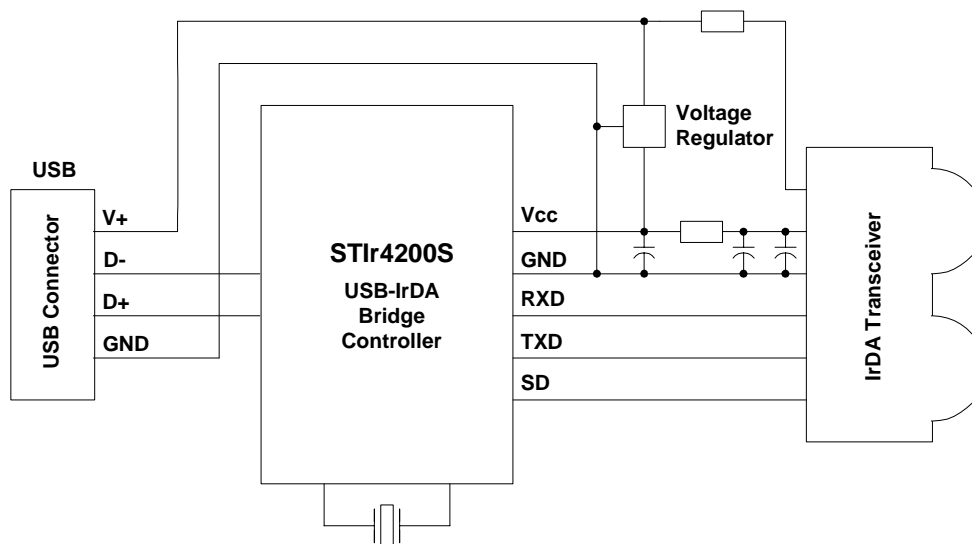 USB
USB Connector
V+
D-
D+
GND
STIr4200S
USB-IrDA
Bridge
Controller
Vcc
GND
RXD
TXD
SD
Voltage
Regulator
IrDA Transceiver